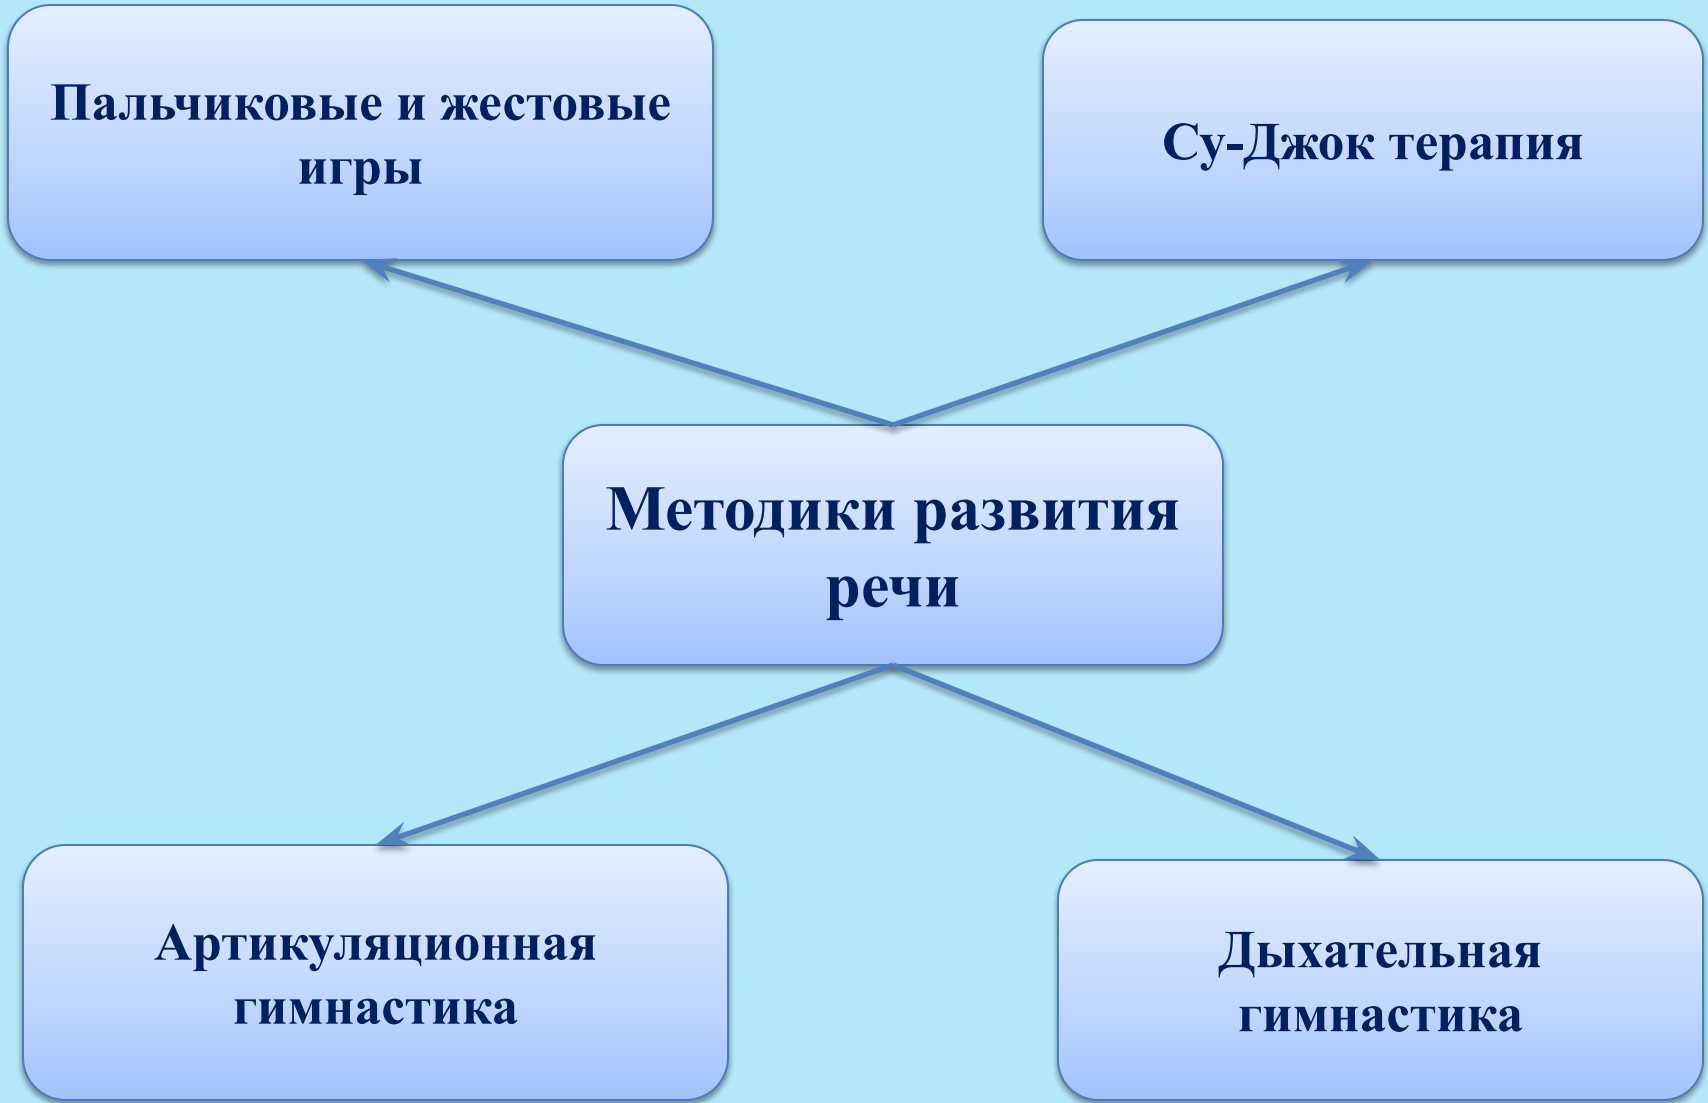 Пальчиковые и жестовые
игры
Су-Джок терапия
Методики развития
речи
Артикуляционная
гимнастика
Дыхательная
гимнастика